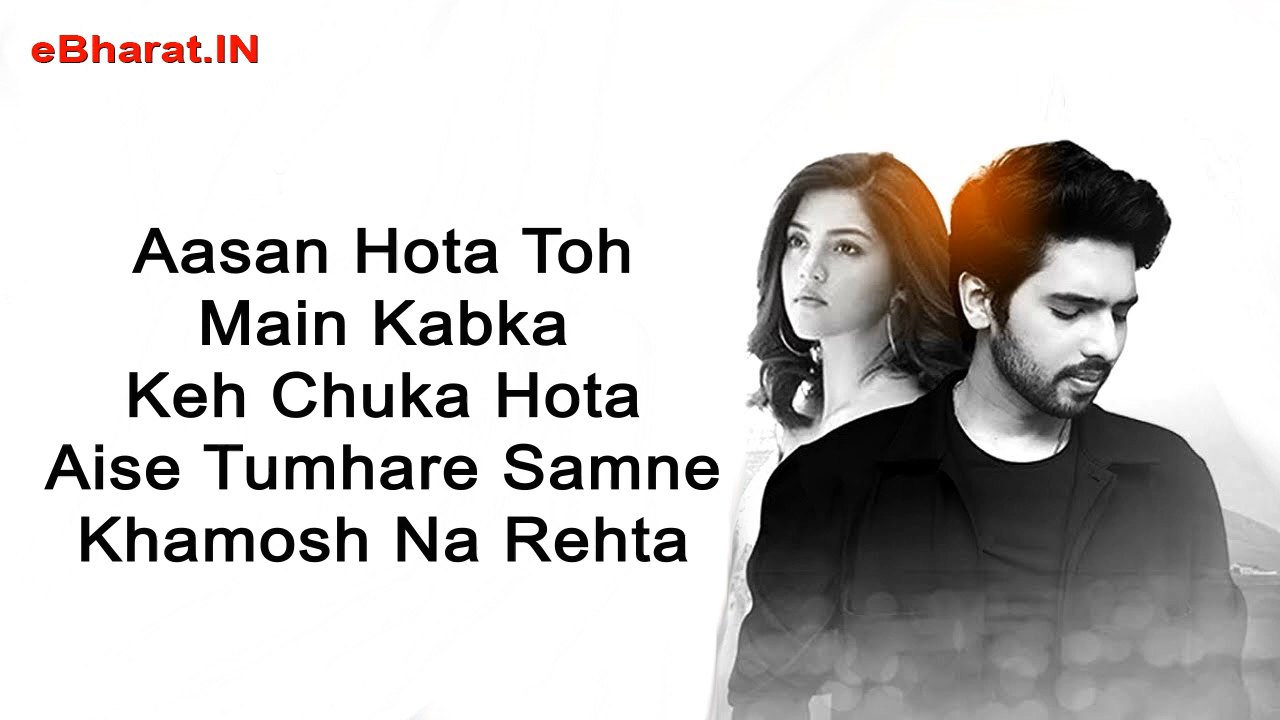 eBharat.IN
Aasan Hota Toh
Main Kabka
Keh Chuka Hota
Aise Tumhare Samne
Khamosh Na Rehta